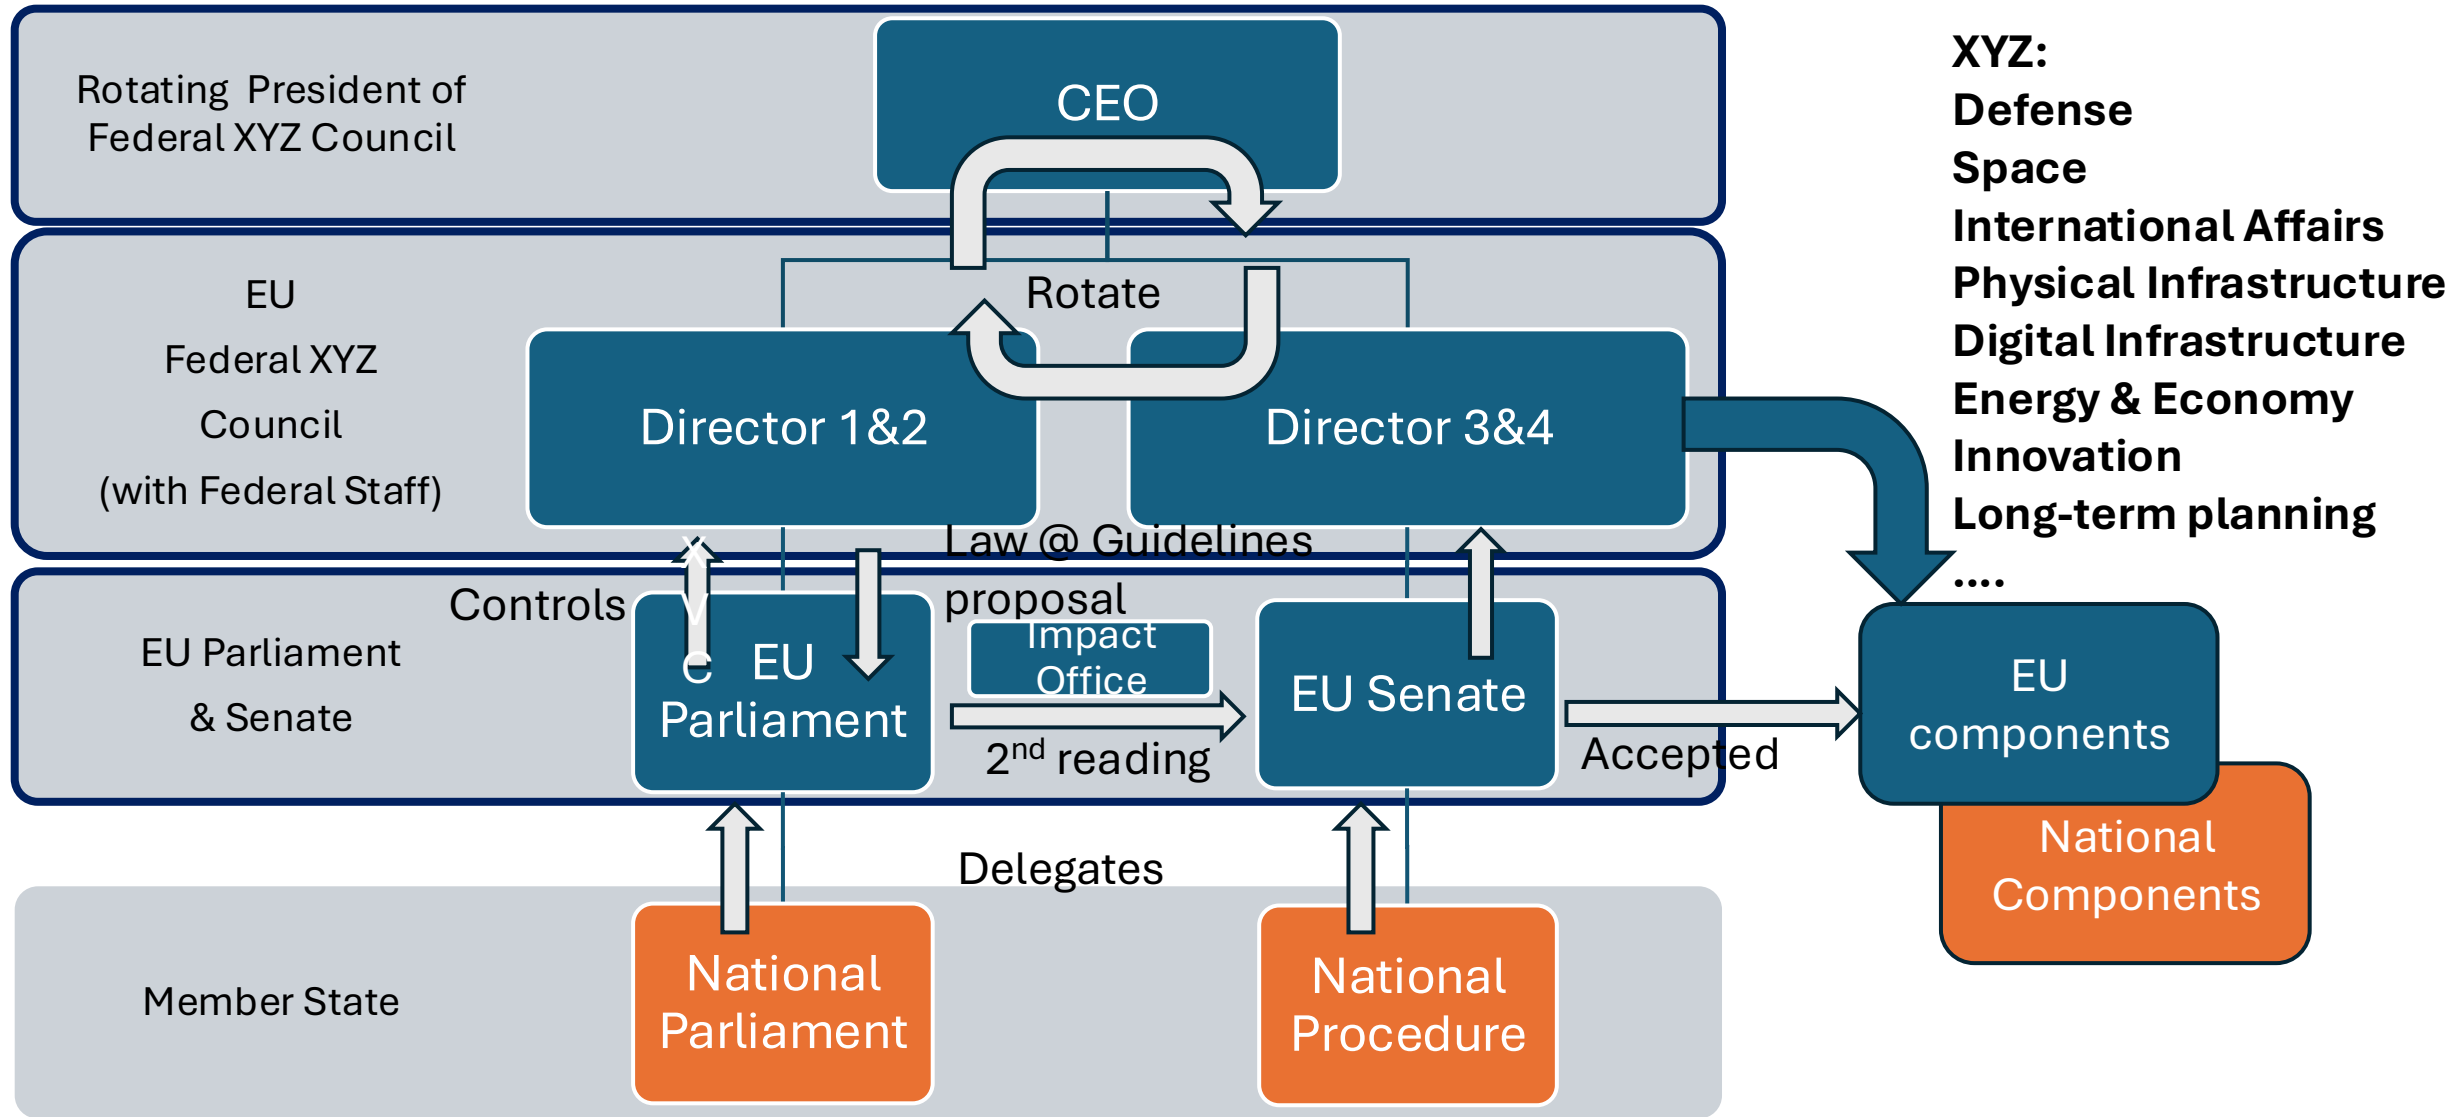 Rotating President of
Federal XYZ Council
CEO
EU
Federal XYZ
Council
(with Federal Staff)
Rotate
Director 1&2
Director 3&4
Controls
X
V
C
Law @ Guidelines
proposal
EU Parliament
& Senate
EU
Parliament
Impact
Office
2nd reading
EU Senate
Accepted
Delegates
Member State
National
Parliament
National
Procedure
XYZ:
Defense
Space
International Affairs
Physical Infrastructure
Digital Infrastructure
Energy & Economy
Innovation
Long-term planning
....
EU
components
National
Components